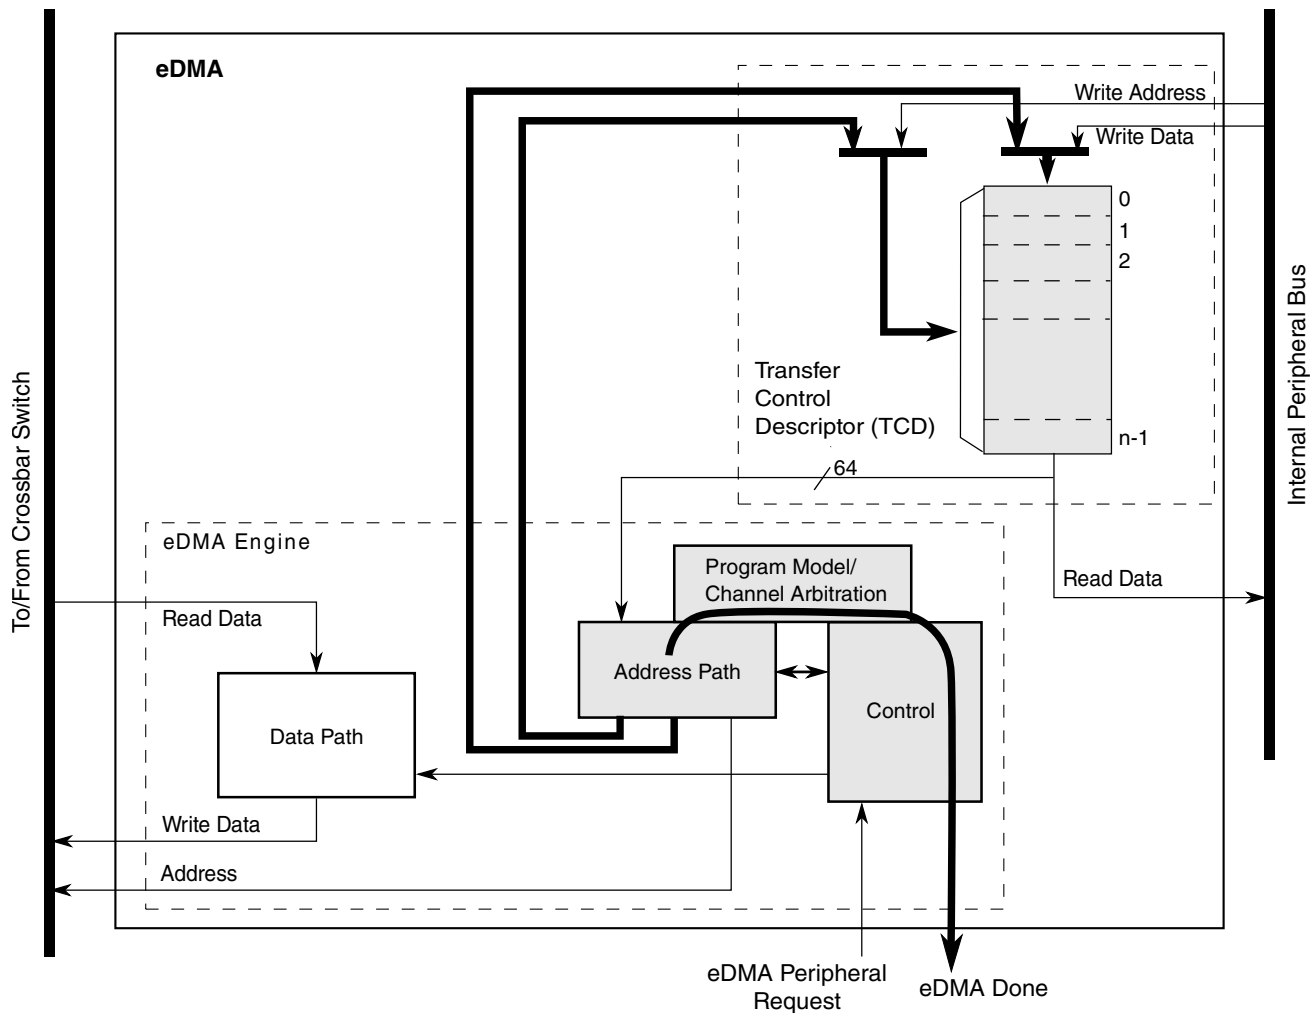 eDMA
Write Address
Write Data
0
1
2
n-1
Transfer
Control
Descriptor (TCD)
64
To/From Crossbar Switch
Internal Peripheral Bus
eDMA Engine
Program Model/
Channel Arbitration
Read Data
Read Data
Address Path
Control
Data Path
Write Data
Address
eDMA Peripheral
Request
eDMA Done